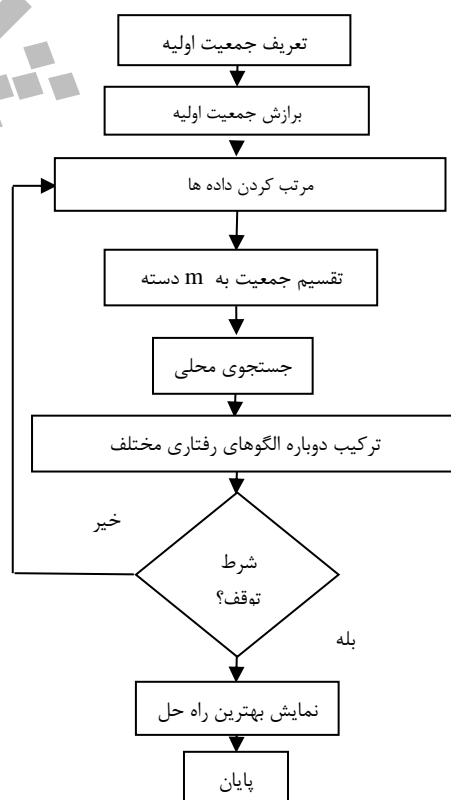 تعریف جمعیت اولیه
برازش جمعیت اولیه
مرتب کردن داده ها
تقسیم جمعیت به m دسته
جستجوی محلی
ترکیب دوباره الگوهای رفتاری مختلف
خیر
شرط
توقف؟
بله
نمایش بهترین راه حل
پایان